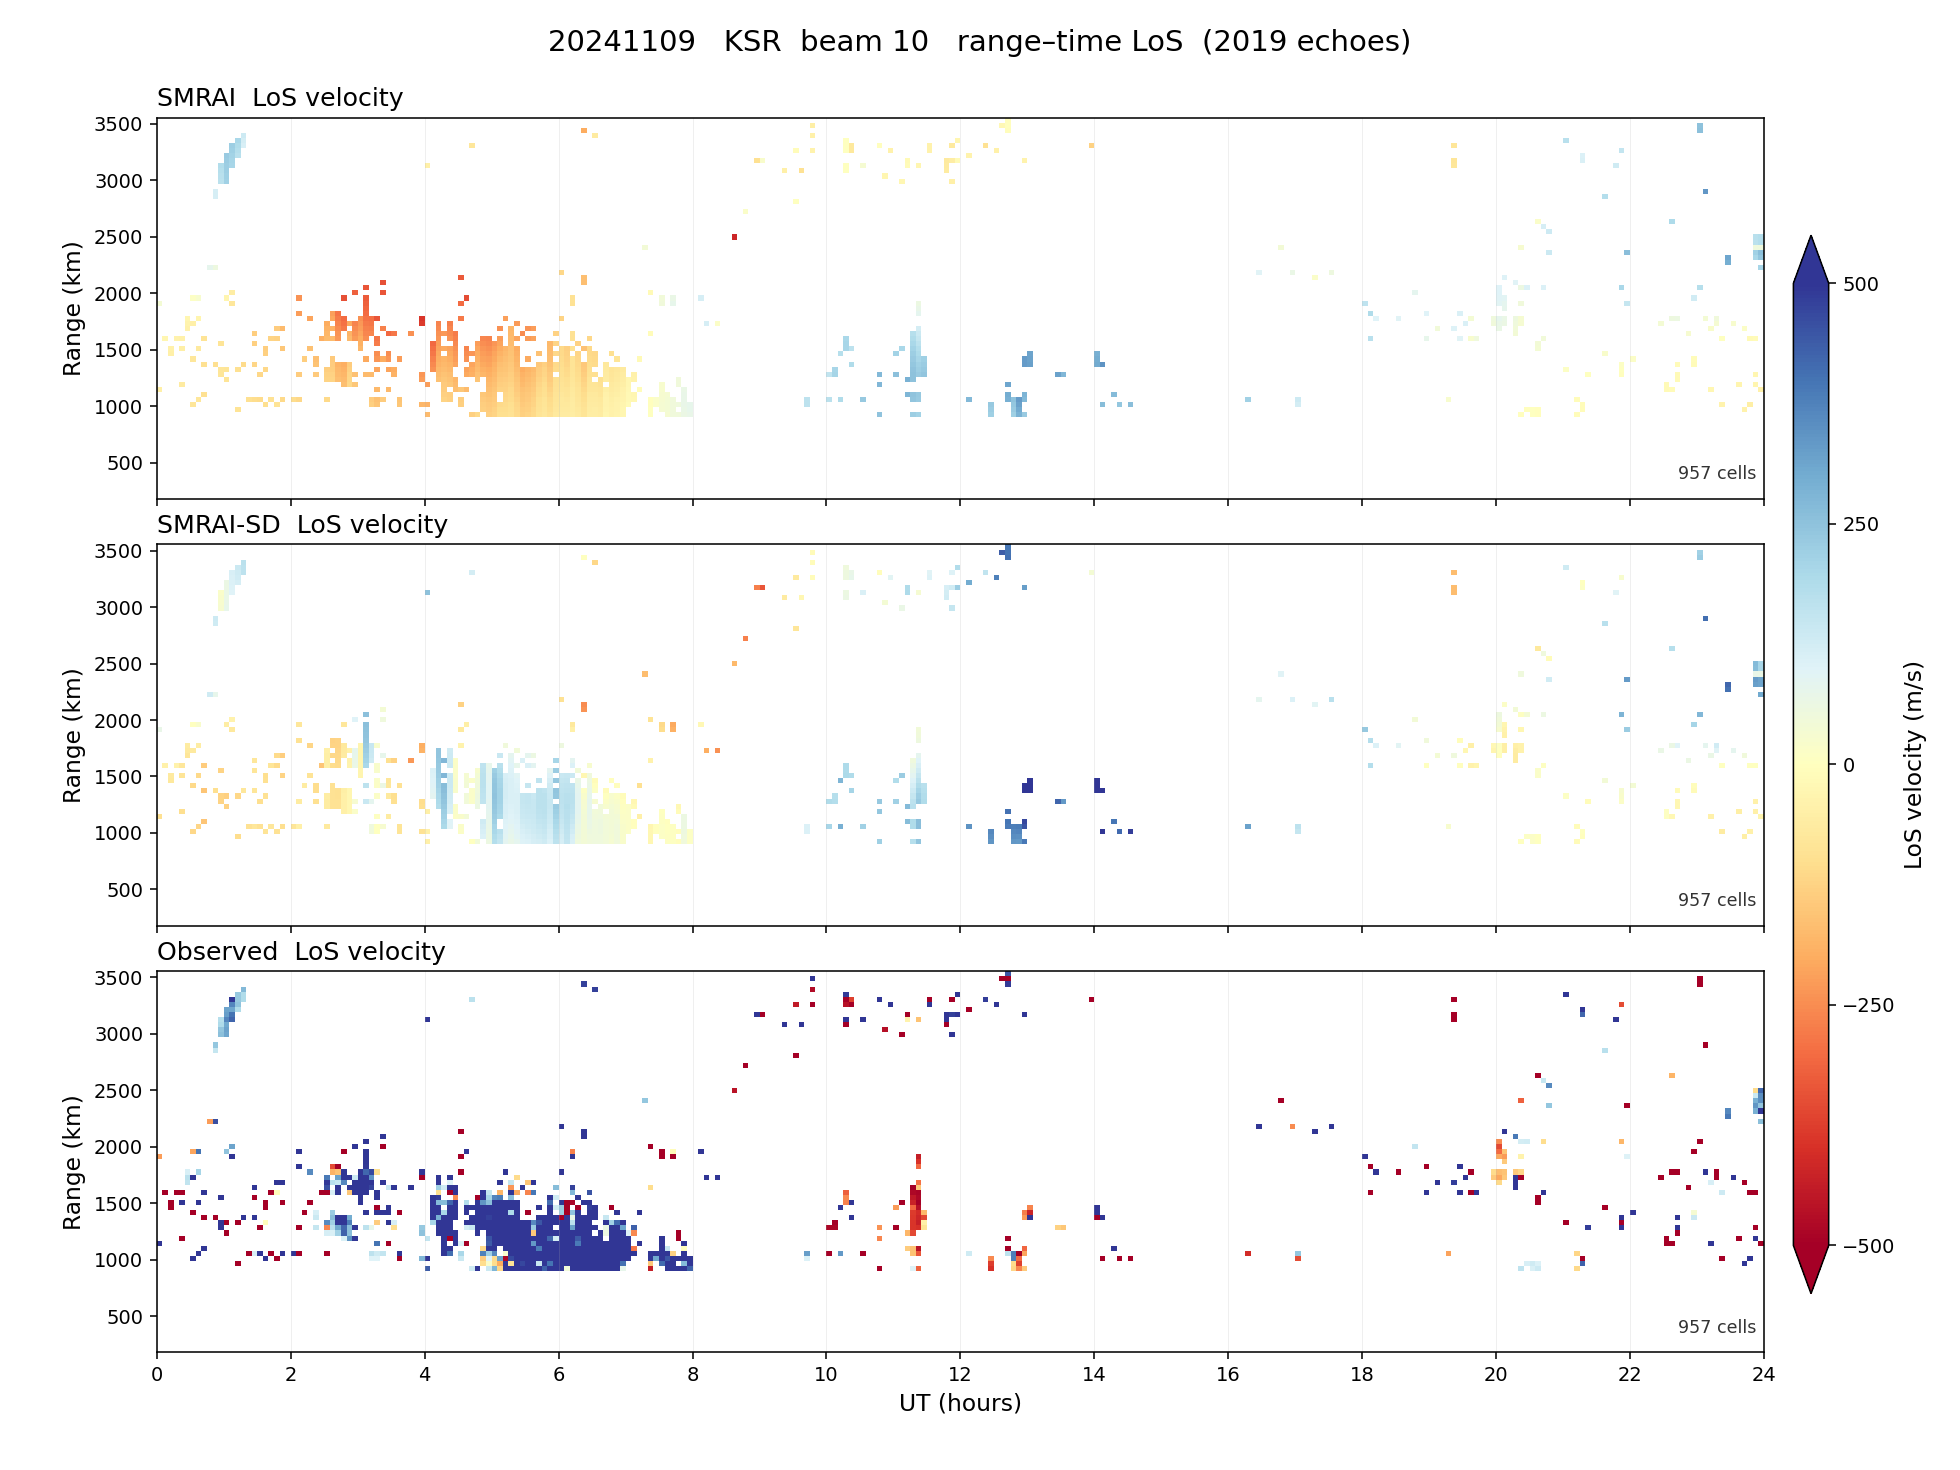 20241109   KSR  beam 10   range–time LoS  (2019 echoes)
SMRAI  LoS velocity
3500
3000
2500
2000
1500
1000
500
Range (km)
957 cells
SMRAI-SD  LoS velocity
3500
3000
2500
2000
1500
1000
500
Range (km)
957 cells
Observed  LoS velocity
3500
3000
2500
2000
1500
1000
500
Range (km)
957 cells
0 2 4 6 8 10 12 14 16 18 20 22 24
UT (hours)
500
250
0
−250
−500
LoS velocity (m/s)